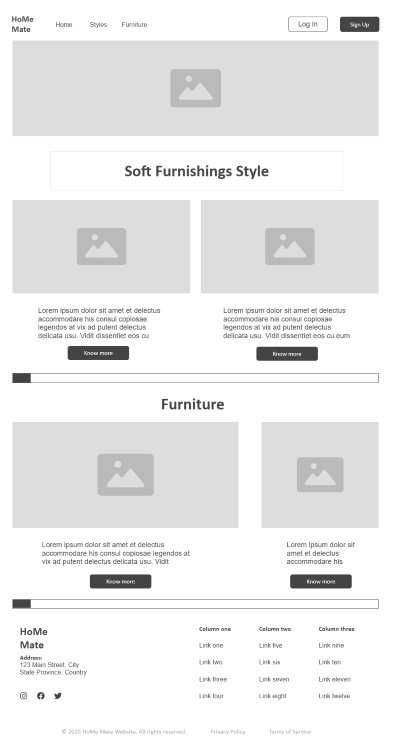 HoMe
Mate
Home Styles Furniture Log In Sign Up
Soft Furnishings Style
Lorem ipsum dolor sit amet et delectus
accommodare his consul copiosae
legendos at vix ad putent delectus
delicata usu. Vidit dissentiet eos cu
Know more
Lorem ipsum dolor sit amet et delectus
accommodare his consul copiosae
legendos at vix ad putent delectus
delicata usu. Vidit dissentiet eos cu eum
Know more
Furniture
Lorem ipsum dolor sit amet et delectus
accommodare his consul copiosae legendos at
vix ad putent delectus delicata usu. Vidit
Know more
Lorem ipsum dolor sit
amet et delectus
accommodare his
Know more
HoMe
Mate
Address:
123 Main Street, City
State Province, Country
Column one
Link one
Link two
Link three
Link four
Column two
Link five
Link six
Link seven
Link eight
Column three
Link nine
Link ten
Link eleven
Link twelve
© 2025 HoMe Mate Website. All rights reserved. Privacy Policy Terms of Service